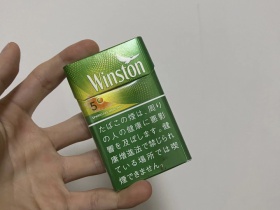 Winston
5
たばこの煙は、周り
の人の健康に悪影
響を及ぼします。健
康増進法で禁じられ
ている場所では喫
煙できません。